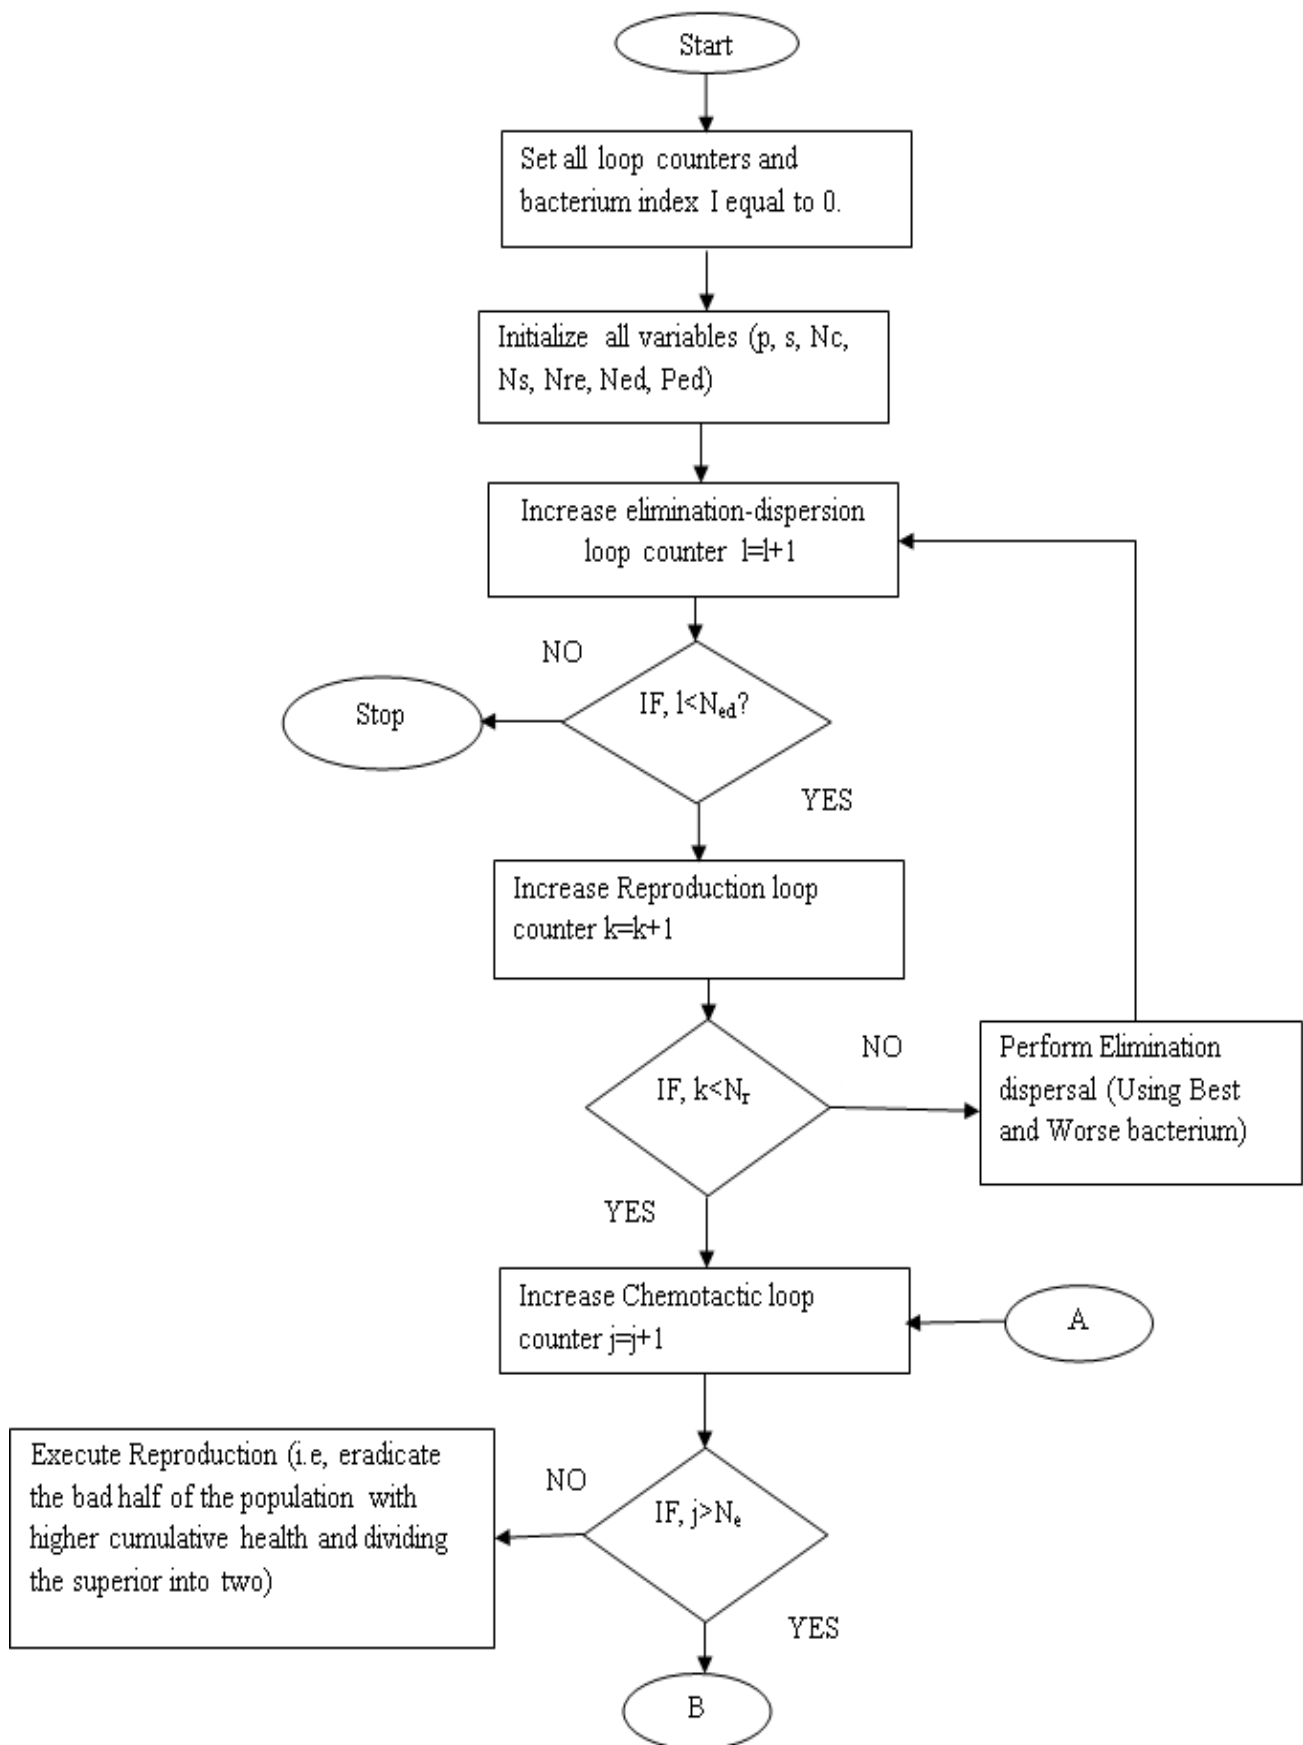 Start
Set all loop counters and
bacterium index I equal to 0.
Initialize all variables (p, s, Nc,
Ns, Nre, Ned, Ped)
Increase elimination-dispersion
loop counter l=l+1
NO
IF, l<Ned?
Stop
YES
Increase Reproduction loop
counter k=k+1
NO
IF, k<Nr
Perform Elimination
dispersal (Using Best
and Worse bacterium)
YES
Increase Chemotactic loop
counter j=j+1
A
Execute Reproduction (i.e, eradicate
the bad half of the population with
higher cumulative health and dividing
the superior into two)
NO
IF, j>Ne
YES
B